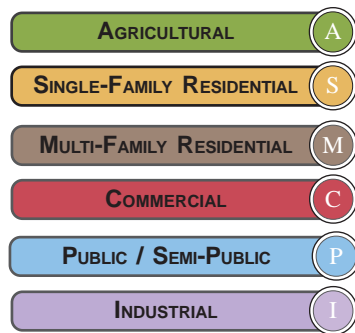 Agricultural A
Single-Family Residential S
Multi-Family Residential M
Commercial C
Public / Semi-Public P
Industrial I